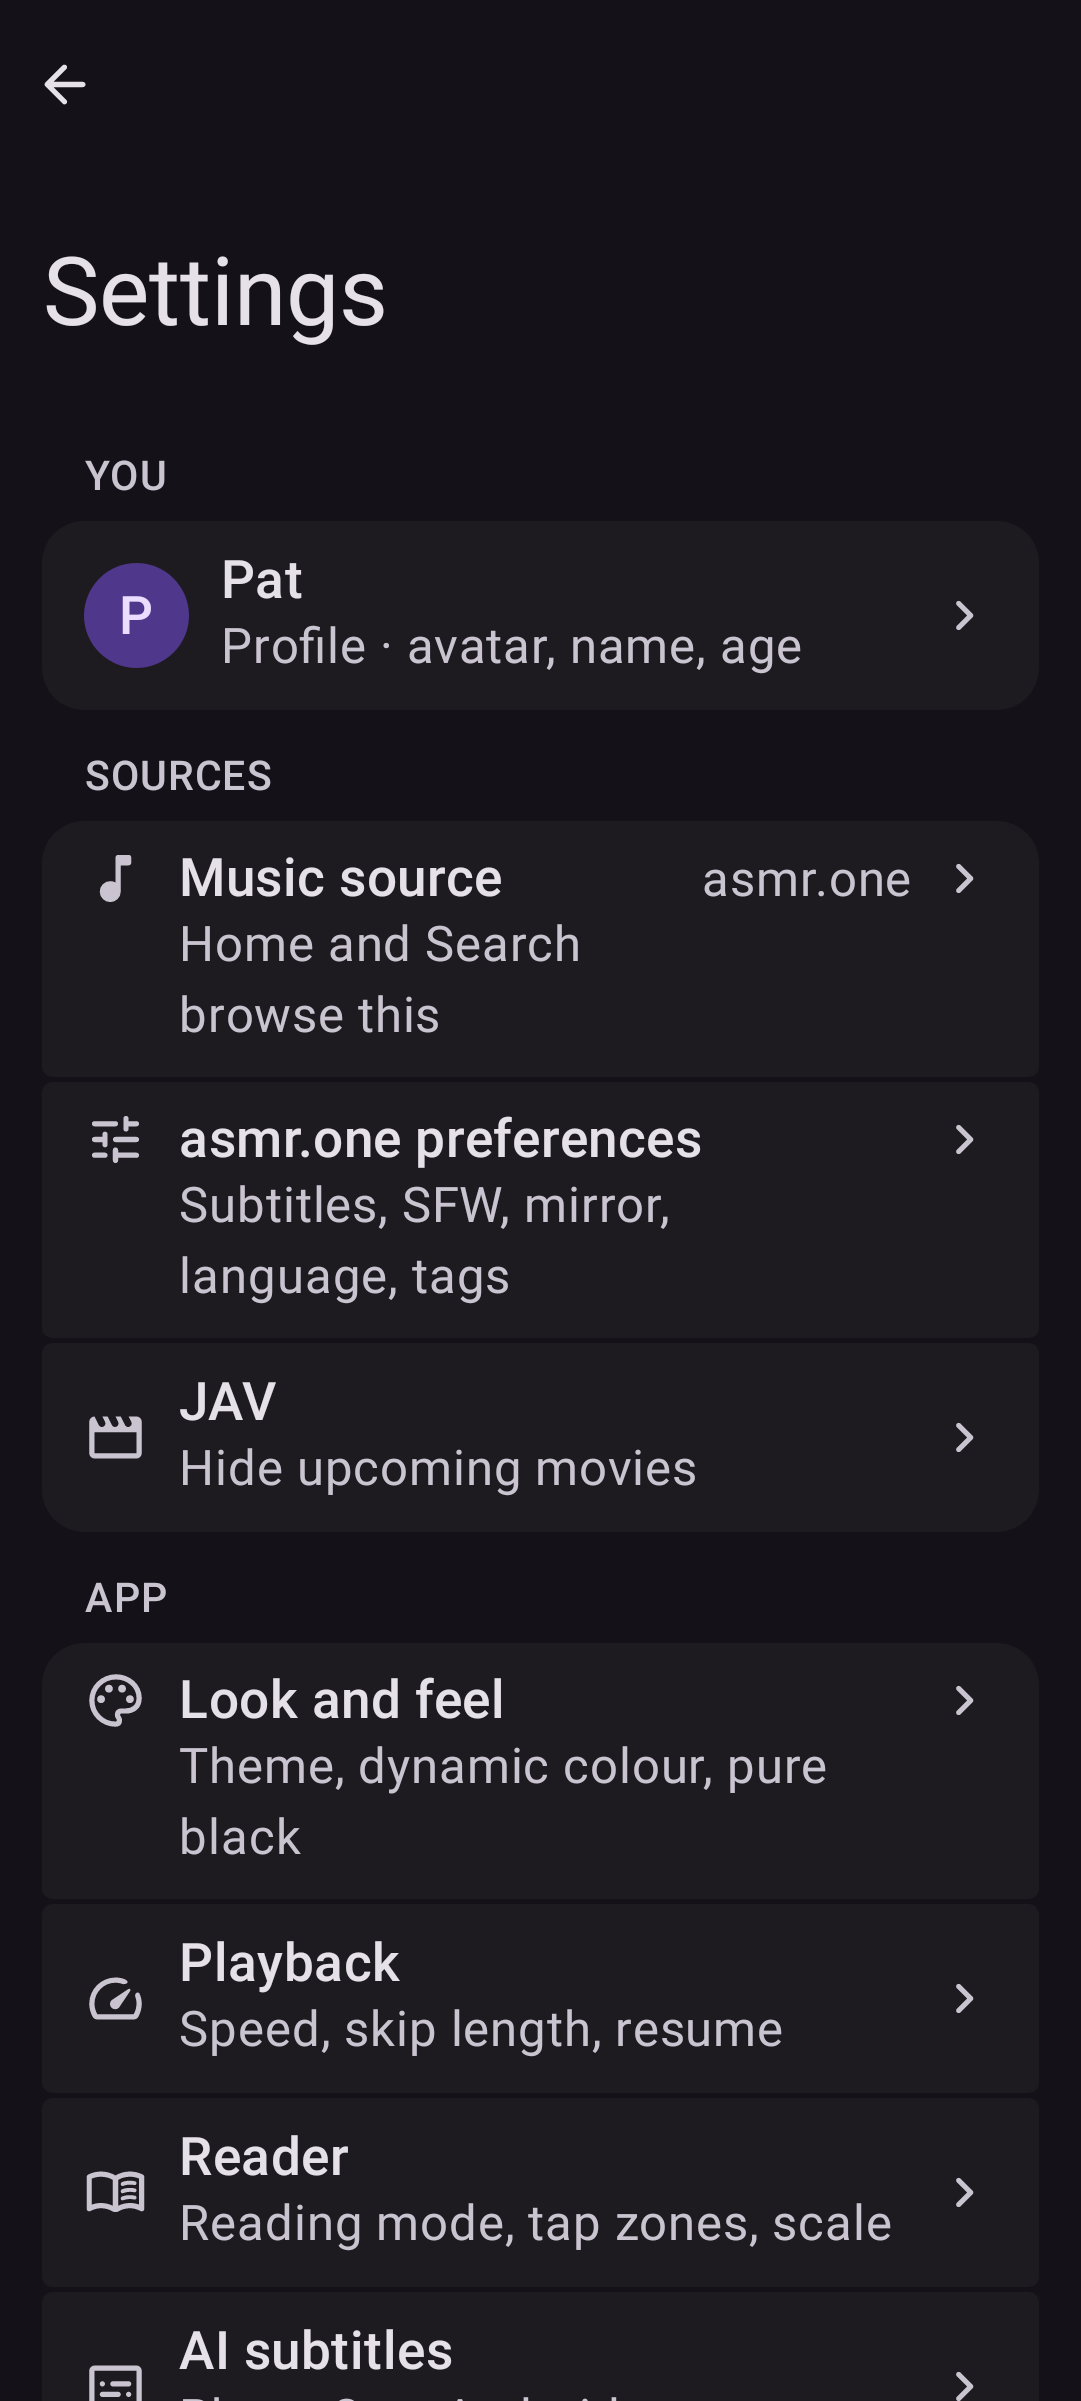 Settings
YOU
P
Pat
Profile · avatar, name, age
SOURCES
Music source
asmr.one
Home and Search
browse this
asmr.one preferences
Subtitles, SFW, mirror,
language, tags
JAV
Hide upcoming movies
APP
Look and feel
Theme, dynamic colour, pure
black
Playback
Speed, skip length, resume
Reader
Reading mode, tap zones, scale
AI subtitles